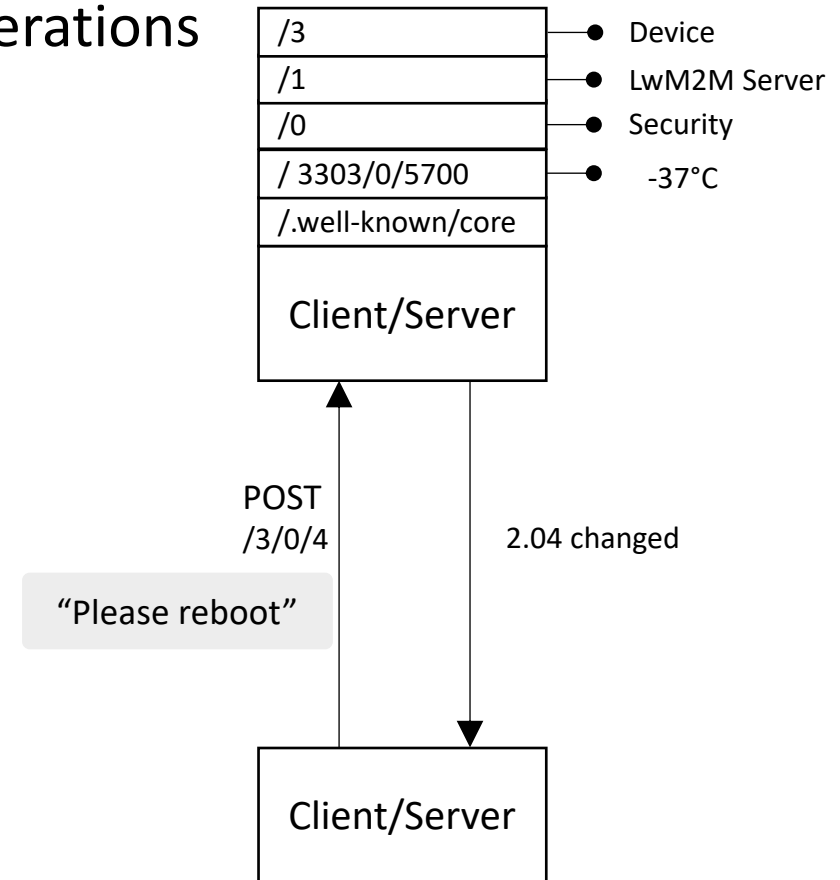 erations
/3
Device
/1
LwM2M Server
/0
Security
/ 3303/0/5700
-37°C
/.well-known/core
Client/Server
POST
/3/0/4
2.04 changed
“Please reboot”
Client/Server